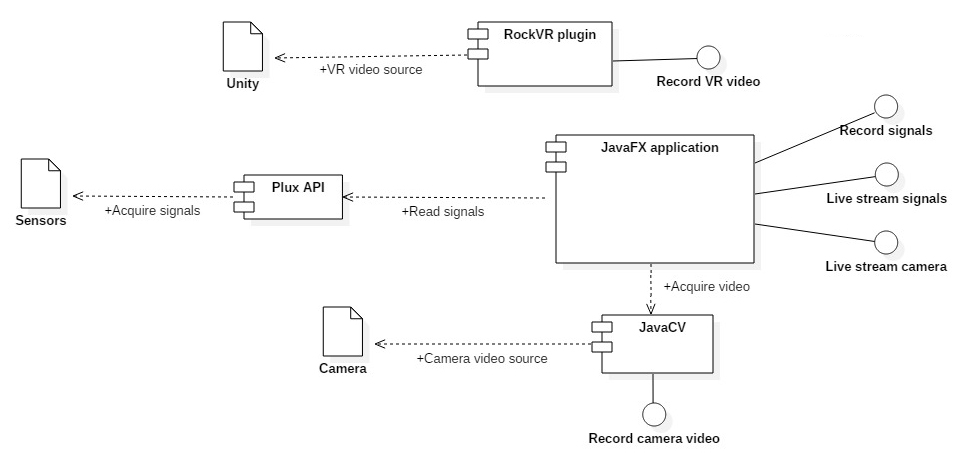 RockVR plugin
+VR video source
Unity
Record VR video
JavaFX application
Record signals
Plux API
+Acquire signals
+Read signals
Sensors
Live stream signals
Live stream camera
+Acquire video
JavaCV
+Camera video source
Camera
Record camera video